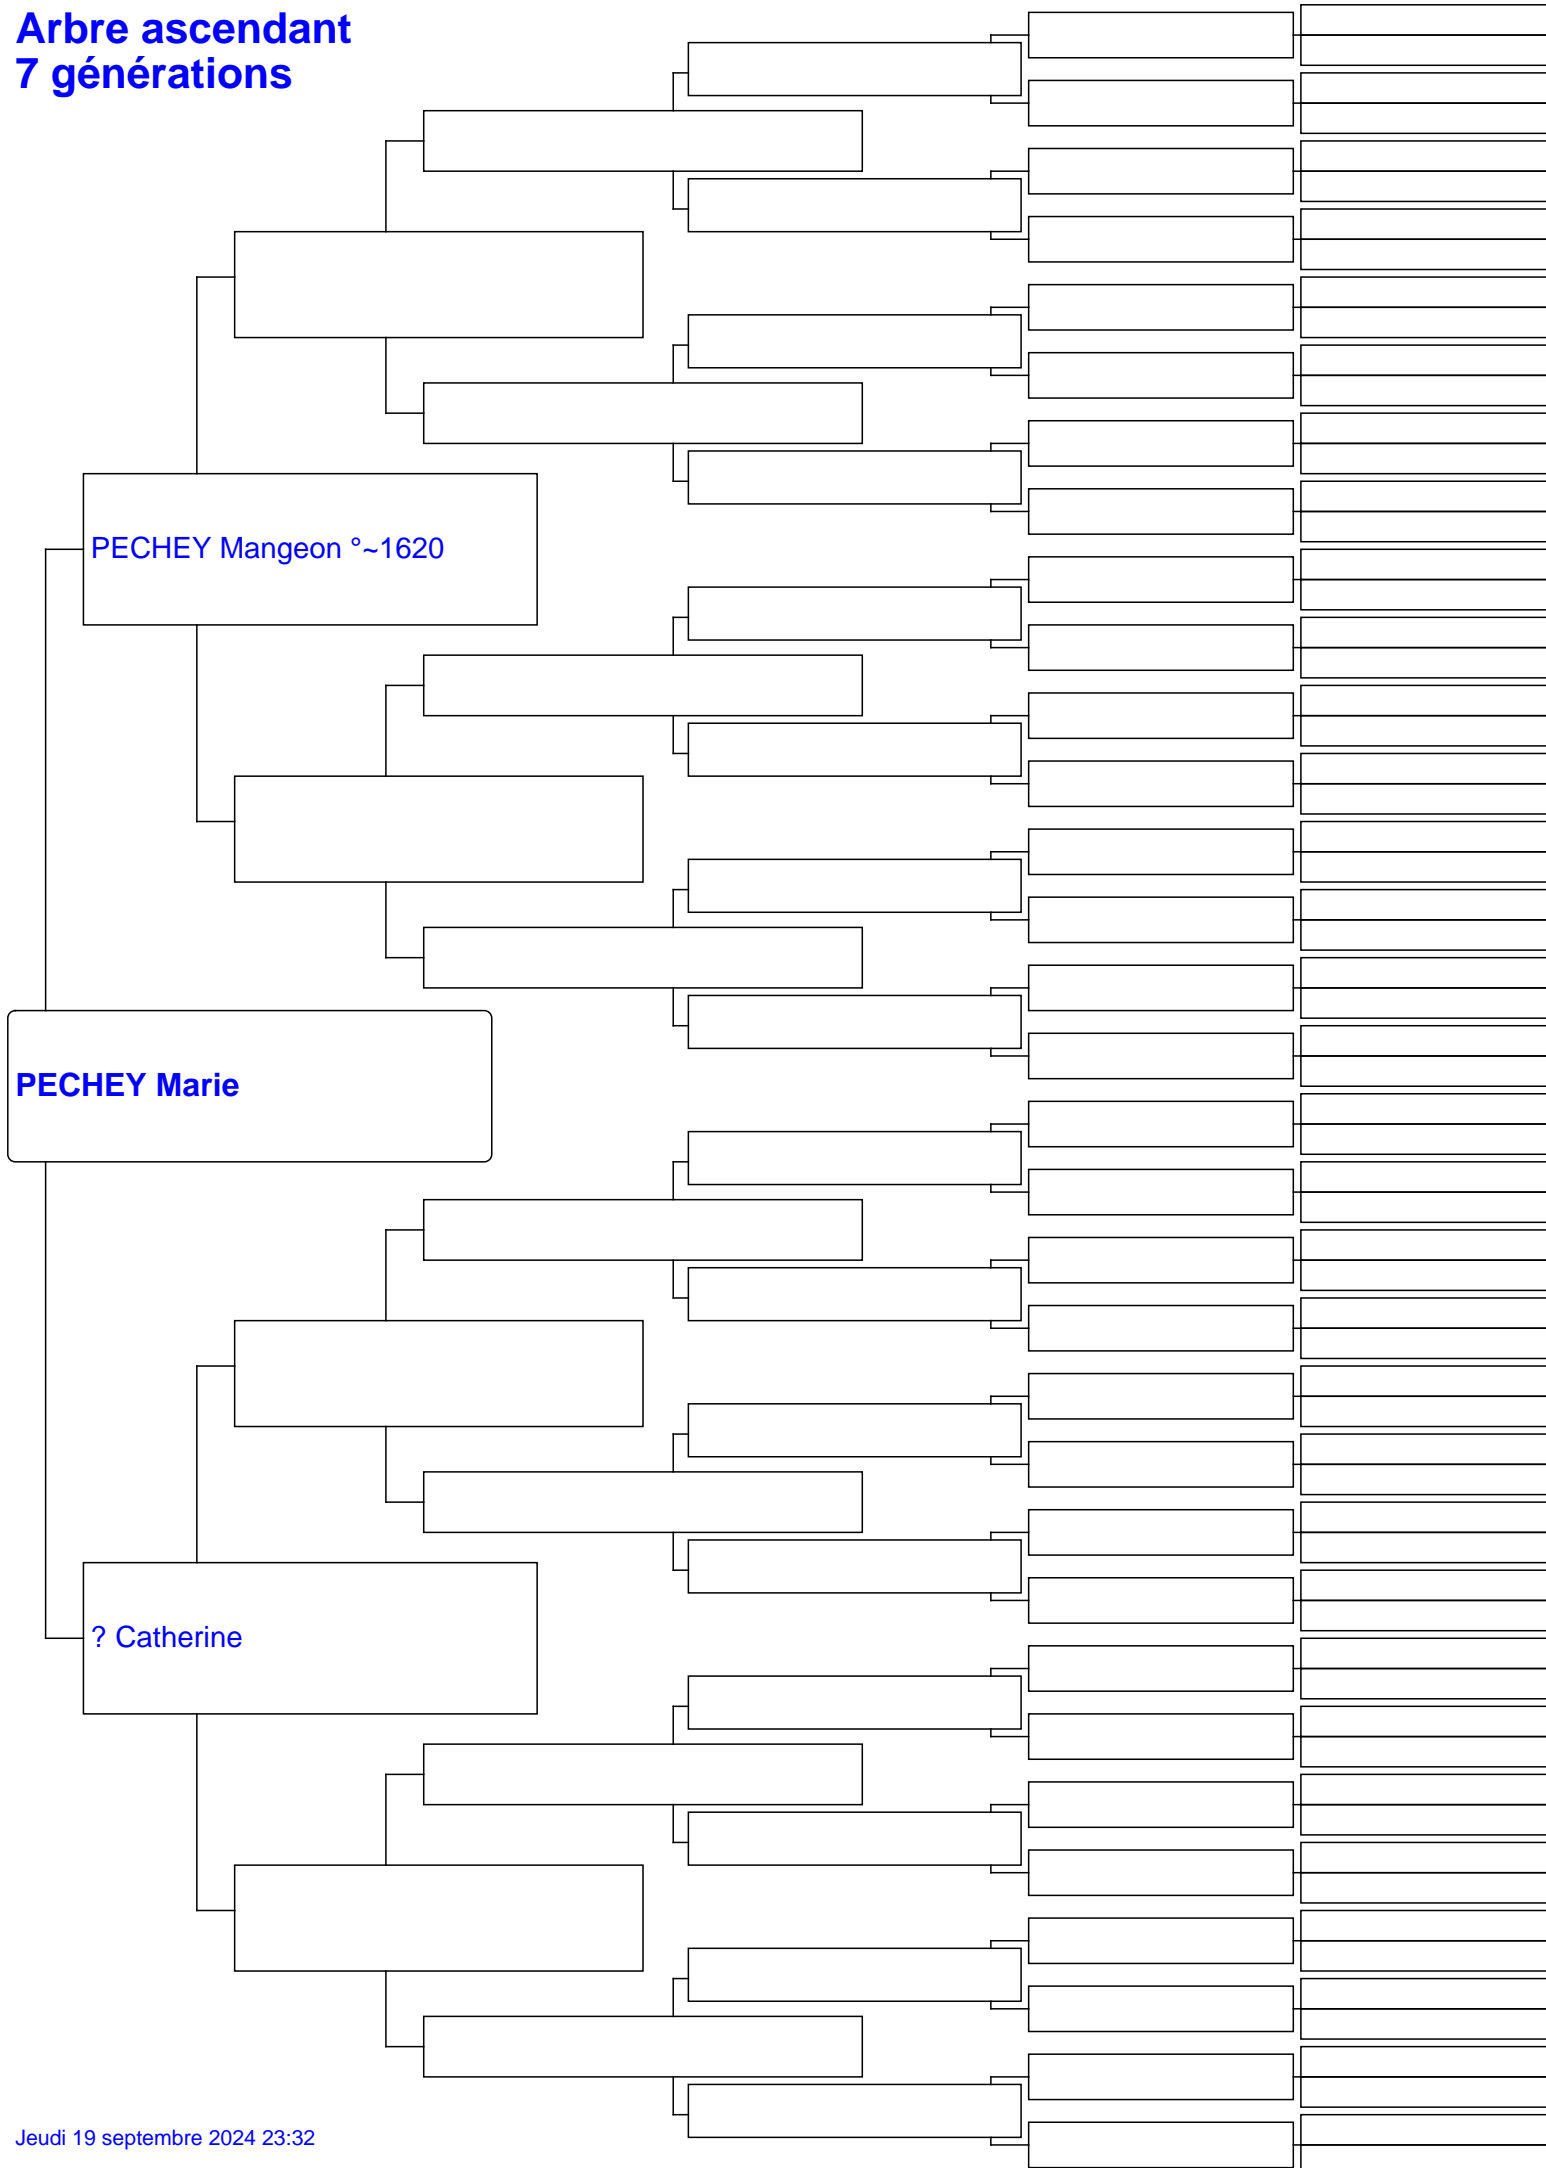 Arbre ascendant
7 générations
PECHEY Mangeon °~1620
PECHEY Marie
? Catherine
Jeudi 19 septembre 2024 23:32